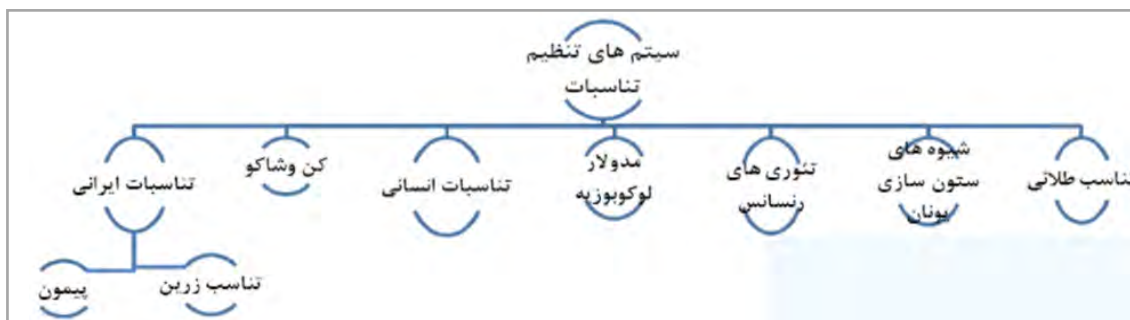 سیتم های تنظیم
تناسبات
تناسب طلائی
شیوه های
ستون سازی
یونان
تئوری های
رنسانس
مدولار
لوکوبوزیه
تناسبات انسانی
کن وشاکو
تناسبات ایرانی
تناسب زرین
پیمون